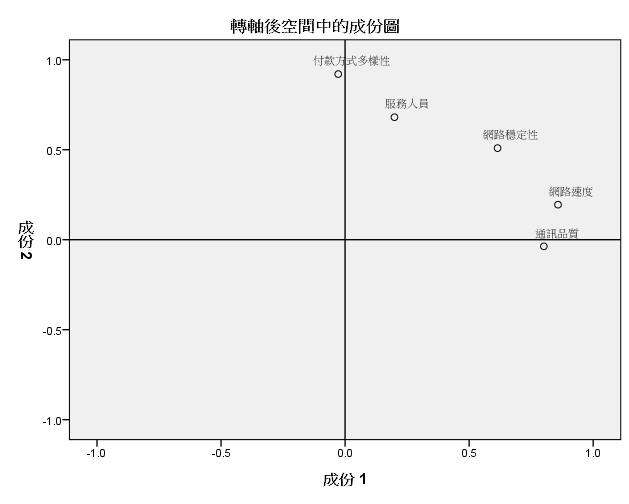 轉軸後空間中的成份圖
1.0
0.5
0.0
-0.5
-1.0
成份 2
付款方式多樣性
服務人員
網路穩定性
網路速度
通訊品質
-1.0
-0.5
0.0
0.5
1.0
成份 1